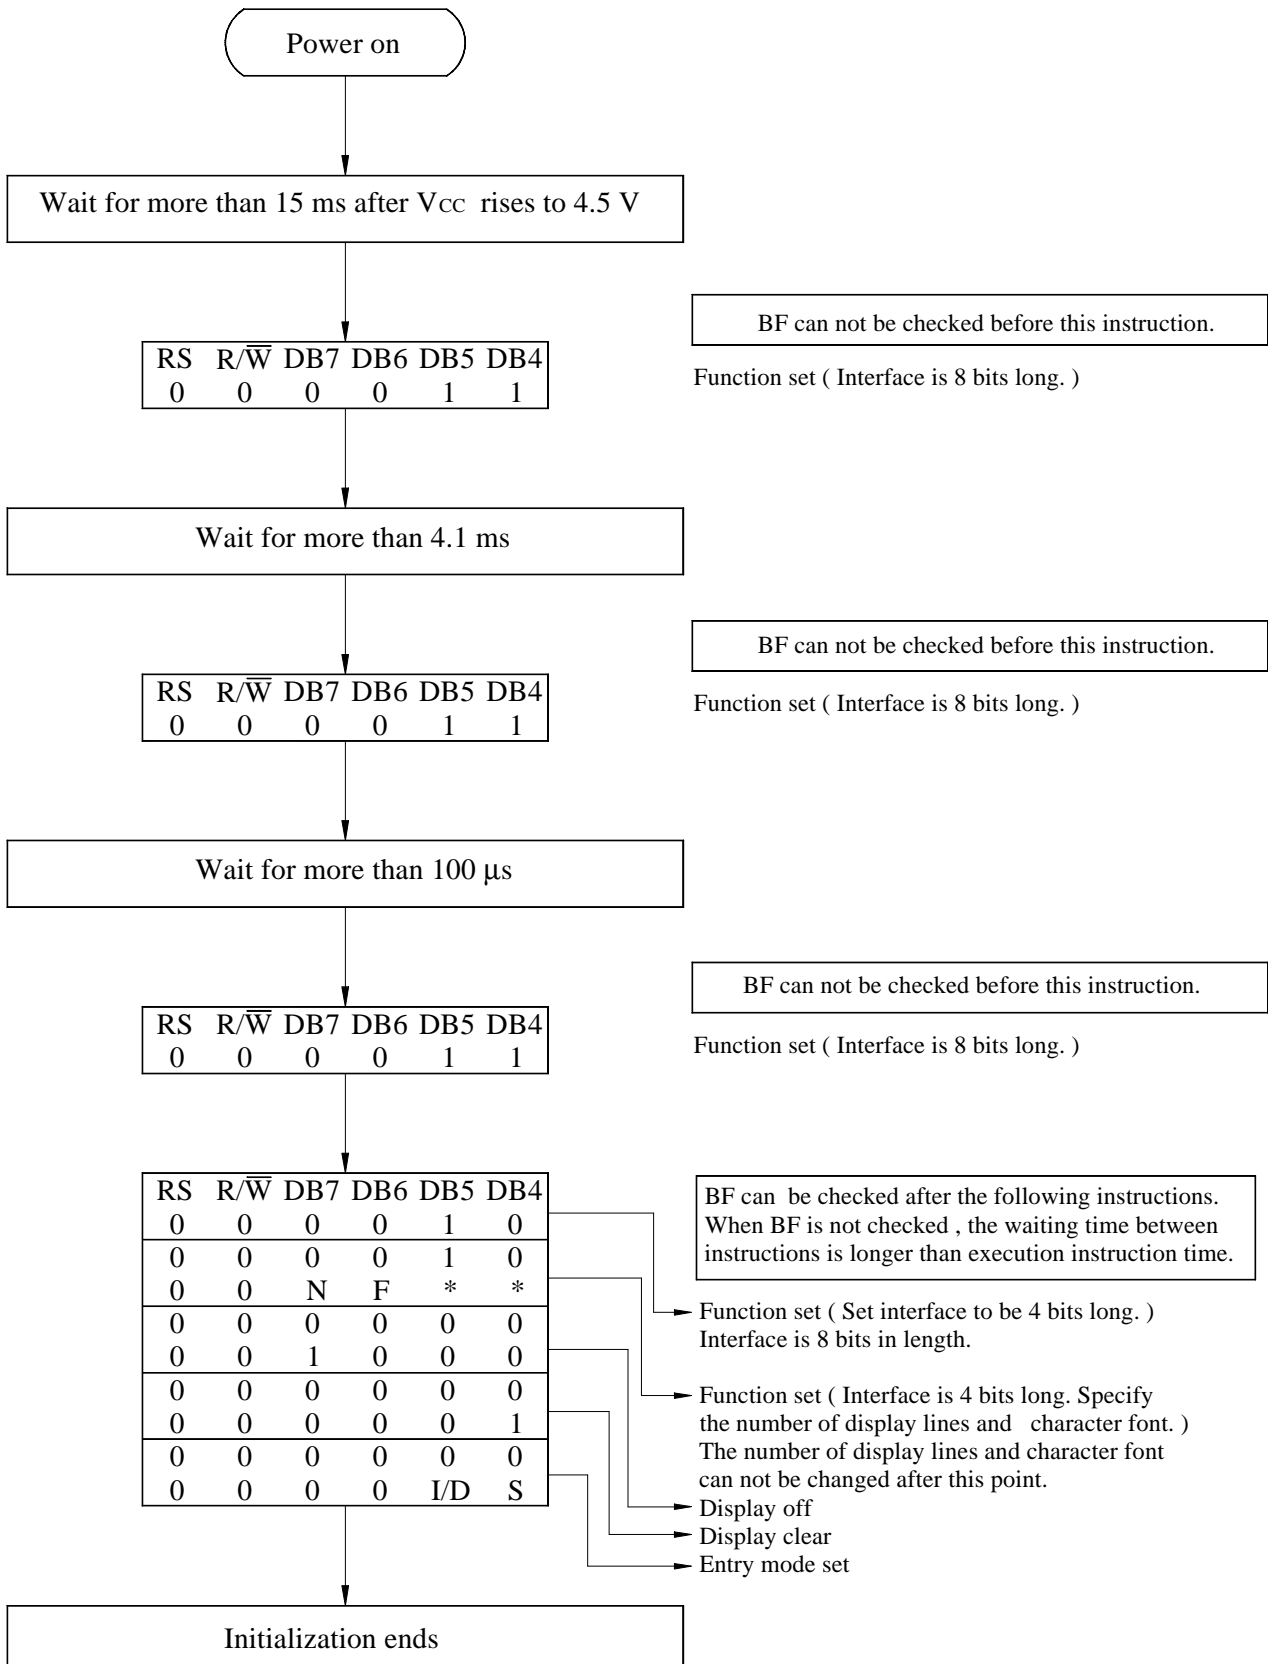 Power on
Wait for more than 15 ms after VCC rises to 4.5 V
BF can not be checked before this instruction.
RS R/W̅ DB7 DB6 DB5 DB4
0 0 0 0 1 1
Function set ( Interface is 8 bits long. )
Wait for more than 4.1 ms
BF can not be checked before this instruction.
RS R/W̅ DB7 DB6 DB5 DB4
0 0 0 0 1 1
Function set ( Interface is 8 bits long. )
Wait for more than 100 µs
BF can not be checked before this instruction.
RS R/W̅ DB7 DB6 DB5 DB4
0 0 0 0 1 1
Function set ( Interface is 8 bits long. )
RS R/W̅ DB7 DB6 DB5 DB4
0 0 0 0 1 0
0 0 0 0 1 0
0 0 N F * *
0 0 0 0 0 0
0 0 1 0 0 0
0 0 0 0 0 0
0 0 0 0 0 1
0 0 0 0 0 0
0 0 0 0 I/D S
BF can be checked after the following instructions.
When BF is not checked , the waiting time between
instructions is longer than execution instruction time.
Function set ( Set interface to be 4 bits long. )
Interface is 8 bits in length.
Function set ( Interface is 4 bits long. Specify
the number of display lines and character font. )
The number of display lines and character font
can not be changed after this point.
Display off
Display clear
Entry mode set
Initialization ends